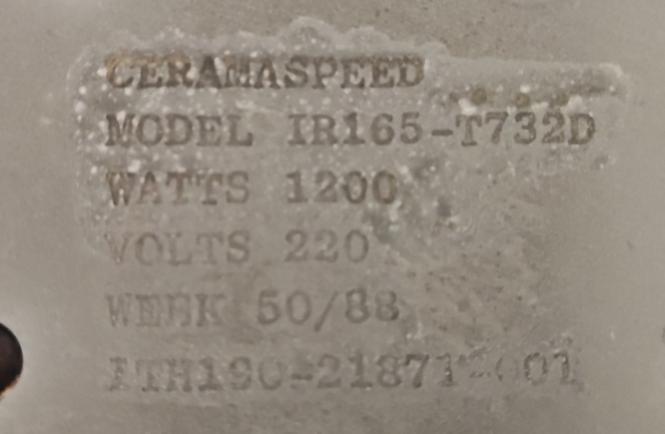 CERAMASPEED
MODEL IR165-T732D
WATTS 1200
VOLTS 220
WEEK 50/88